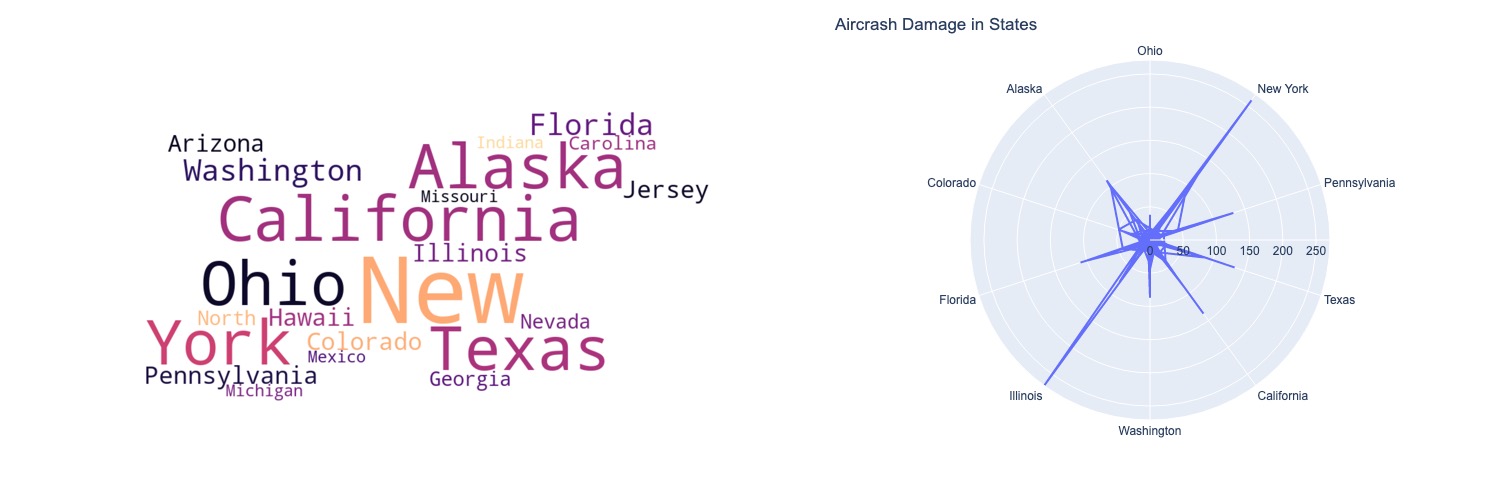 Florida
Arizona
Indiana
Carolina
Alaska
Washington
Jersey
Missouri
California
Illinois
Ohio
New
North
Hawaii
Nevada
York
Colorado
Texas
Mexico
Pennsylvania
Georgia
Michigan
Aircrash Damage in States
Ohio
Alaska
New York
Colorado
Pennsylvania
0 50 100 150 200 250
Florida
Texas
Illinois
California
Washington